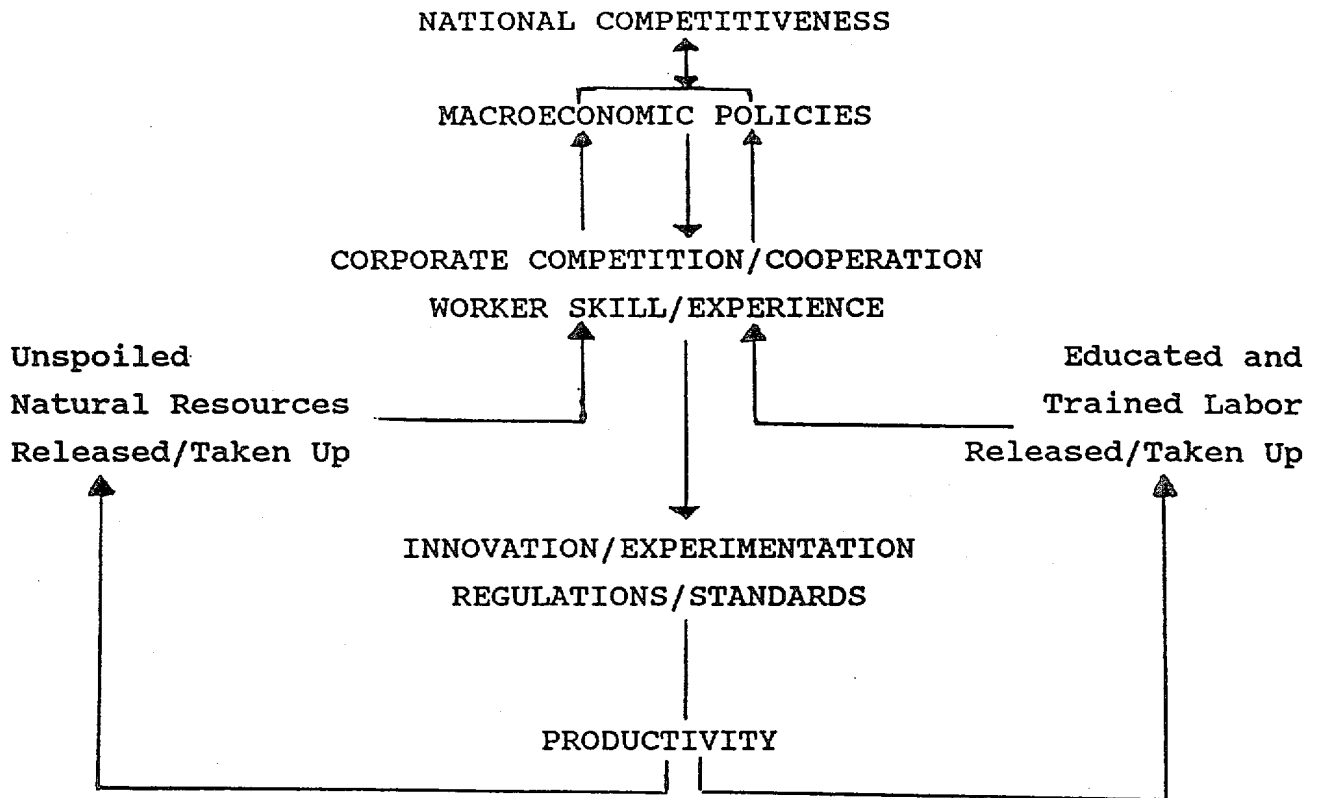 NATIONAL COMPETITIVENESS
MACROECONOMIC POLICIES
CORPORATE COMPETITION/COOPERATION
WORKER SKILL/EXPERIENCE
Unspoiled
Natural Resources
Released/Taken Up
Educated and
Trained Labor
Released/Taken Up
INNOVATION/EXPERIMENTATION
REGULATIONS/STANDARDS
PRODUCTIVITY